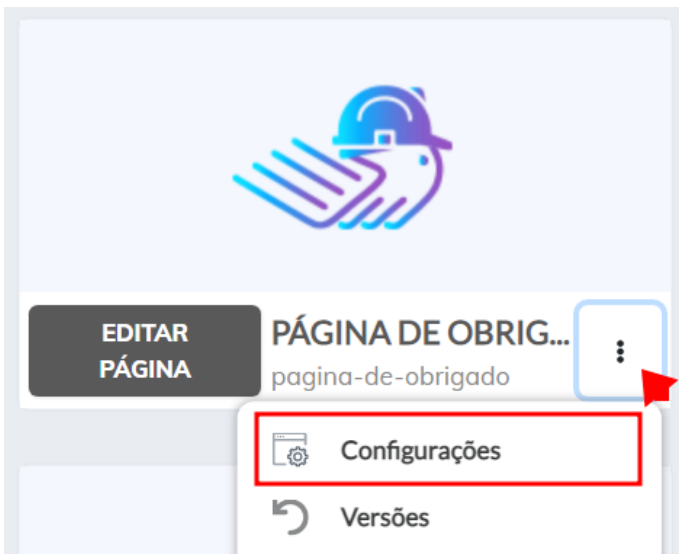 EDITAR
PÁGINA
PÁGINA DE OBRIG...
pagina-de-obrigado
Configurações
Versões